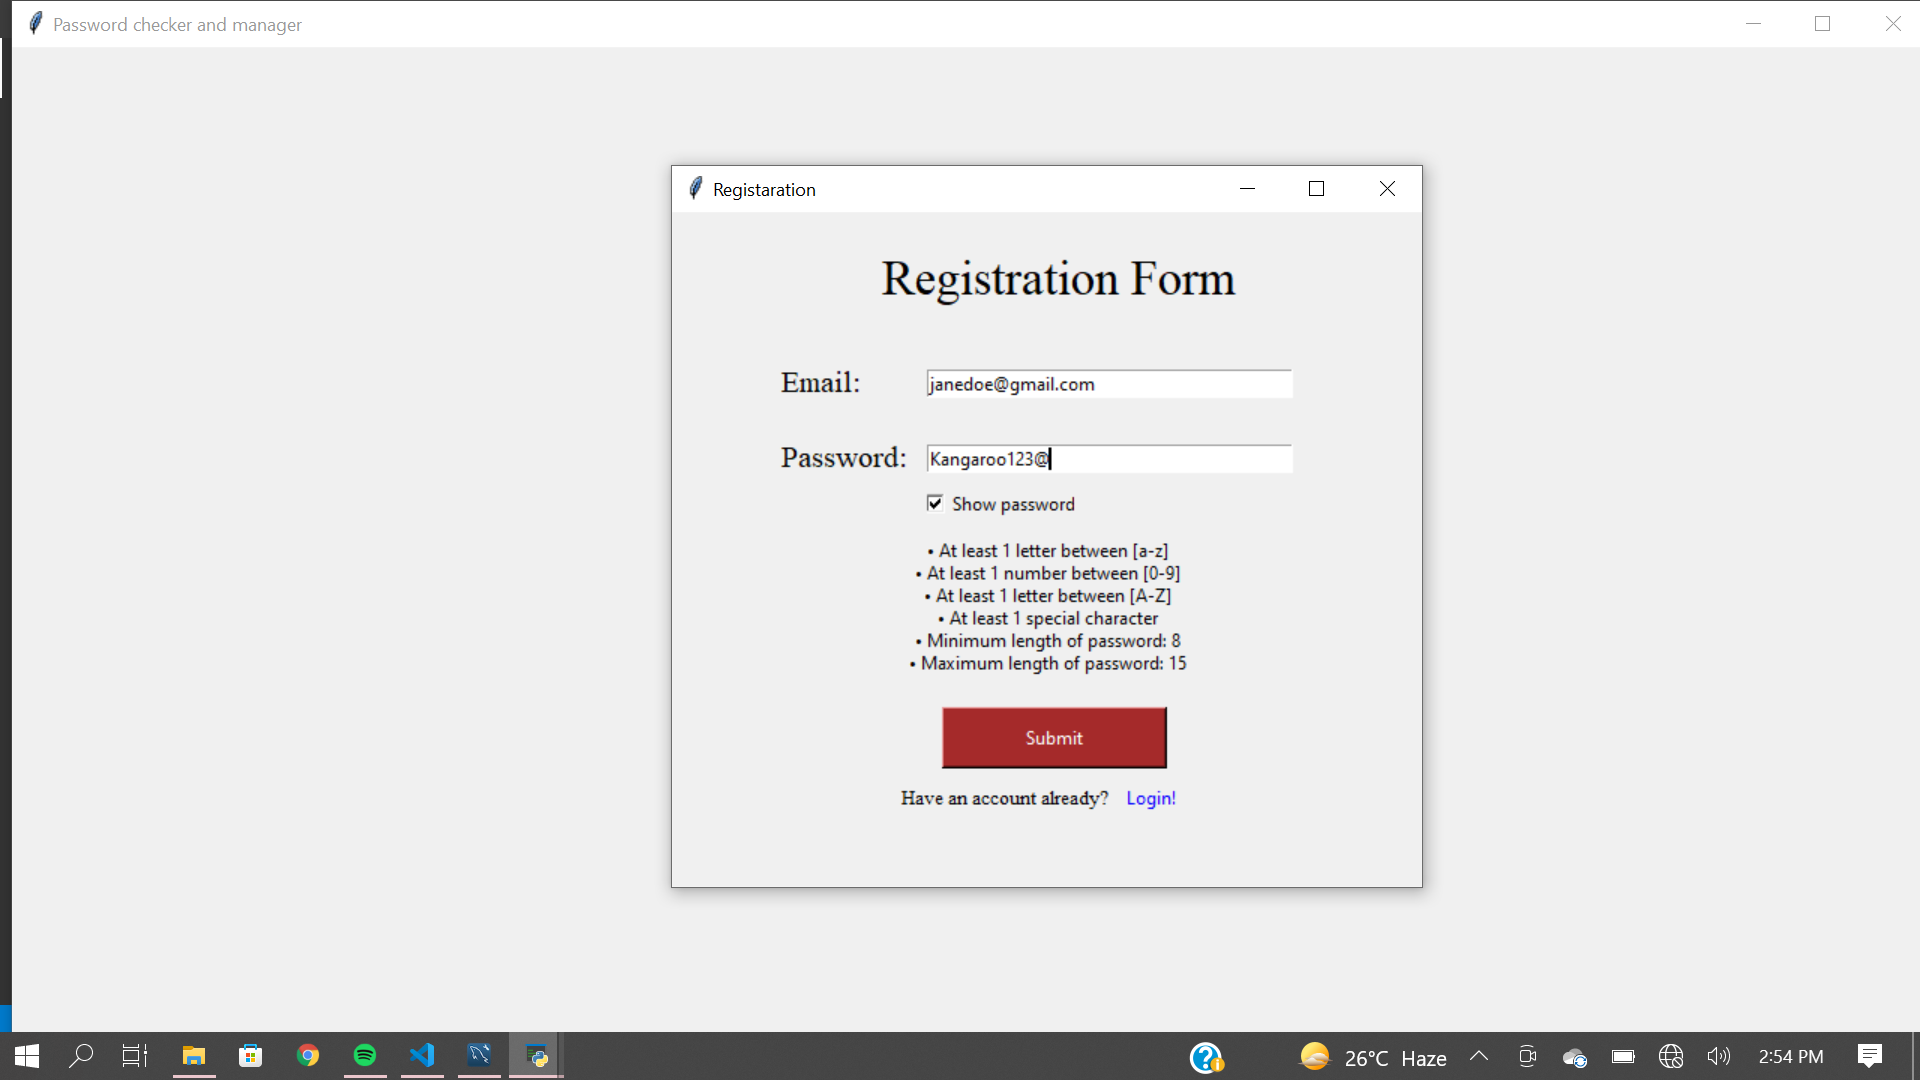 Password checker and manager
Registaration
Registration Form
Email: janedoe@gmail.com
Password: Kangaroo123@
Show password
• At least 1 letter between [a-z]
• At least 1 number between [0-9]
• At least 1 letter between [A-Z]
• At least 1 special character
• Minimum length of password: 8
• Maximum length of password: 15
Submit
Have an account already? Login!
26°C Haze 2:54 PM